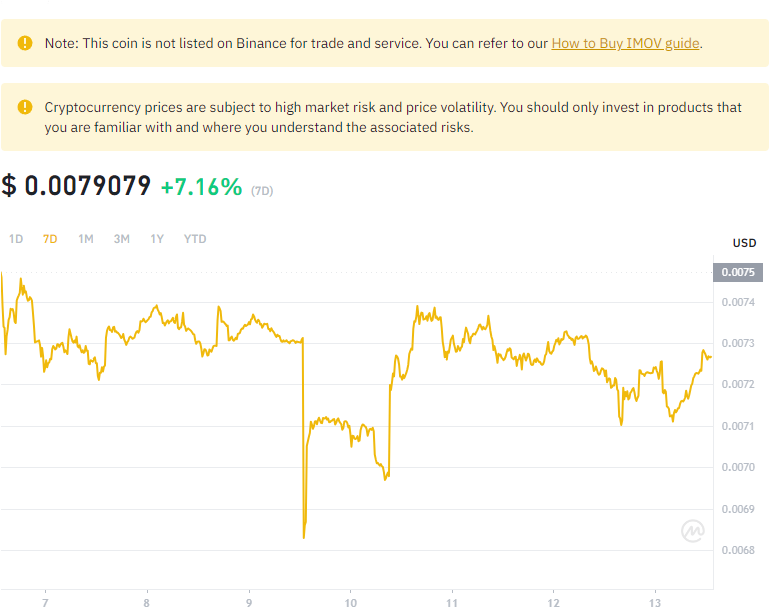 Note: This coin is not listed on Binance for trade and service. You can refer to our How to Buy IMOV guide.
Cryptocurrency prices are subject to high market risk and price volatility. You should only invest in products that
you are familiar with and where you understand the associated risks.
$ 0.0079079 +7.16% (7D)
1D 7D 1M 3M 1Y YTD
USD
0.0075
0.0074
0.0073
0.0072
0.0071
0.0070
0.0069
0.0068
7 8 9 10 11 12 13